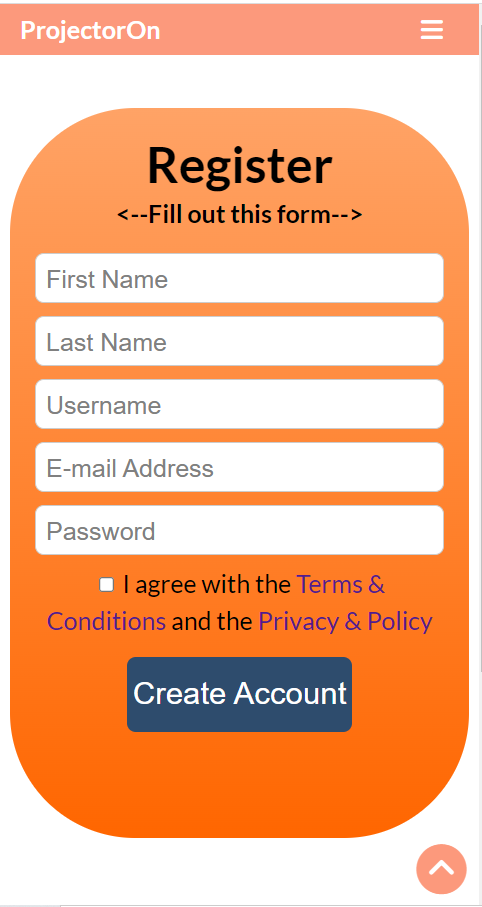 ProjectorOn
Register
<--Fill out this form-->
First Name
Last Name
Username
E-mail Address
Password
I agree with the Terms &
Conditions and the Privacy & Policy
Create Account